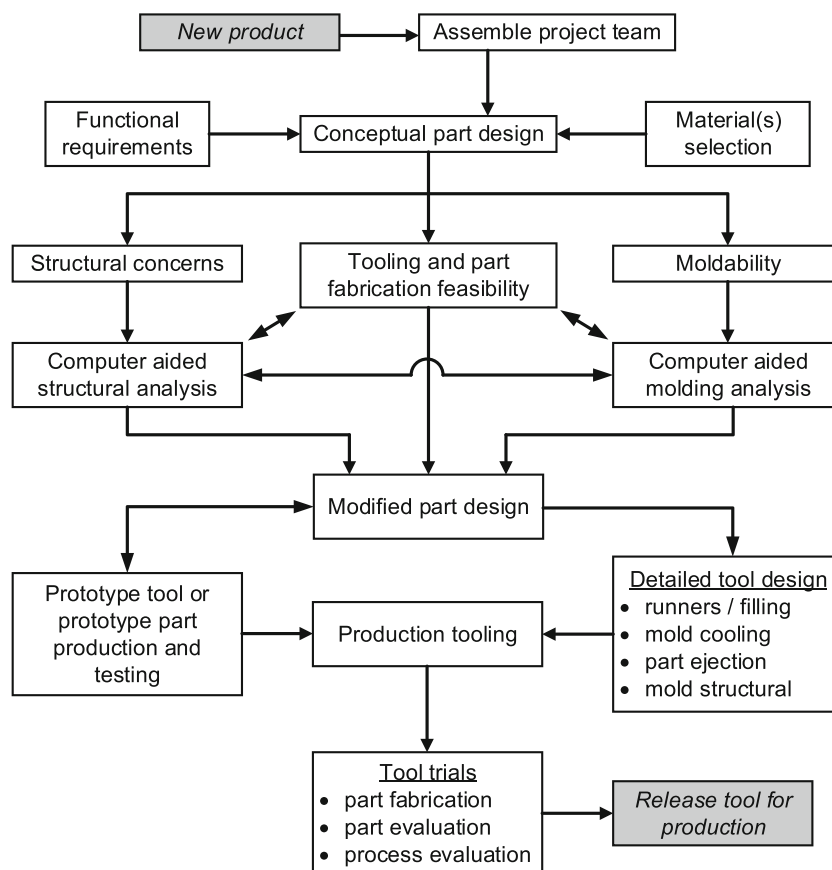 New product
Assemble project team
Functional
requirements
Conceptual part design
Material(s)
selection
Structural concerns
Tooling and part
fabrication feasibility
Moldability
Computer aided
structural analysis
Computer aided
molding analysis
Modified part design
Prototype tool or
prototype part
production and
testing
Production tooling
Detailed tool design
• runners / filling
• mold cooling
• part ejection
• mold structural
Tool trials
• part fabrication
• part evaluation
• process evaluation
Release tool for
production